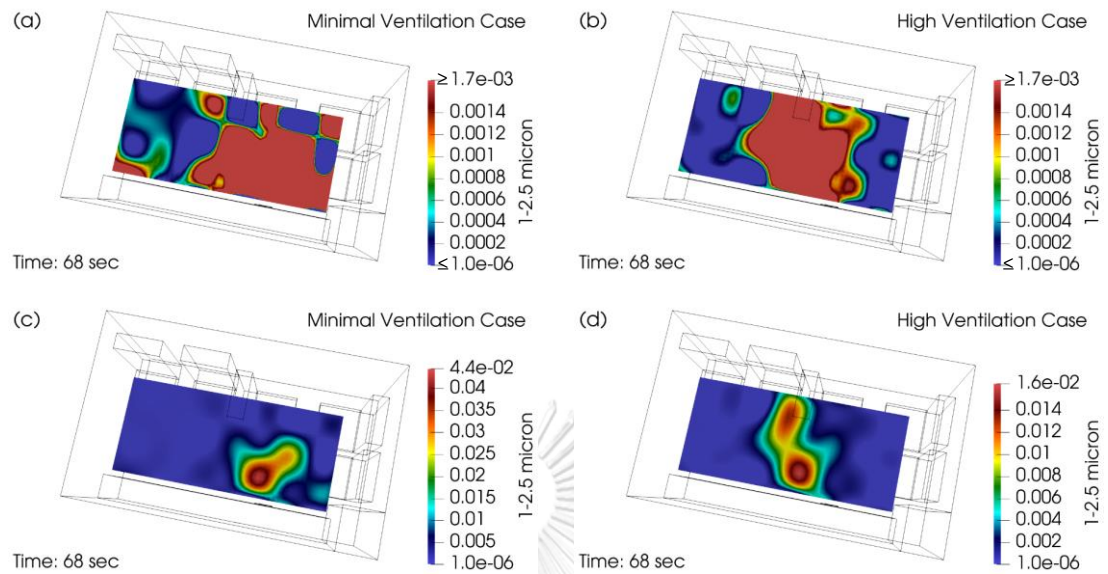 (a) Minimal Ventilation Case
≥ 1.7e-03
0.0014
0.0012
0.001
0.0008
0.0006
0.0004
0.0002
≤ 1.0e-06
1-2.5 micron
Time: 68 sec
(b) High Ventilation Case
≥1.7e-03
0.0014
0.0012
0.001
0.0008
0.0006
0.0004
0.0002
≤ 1.0e-06
1-2.5 micron
Time: 68 sec
(c) Minimal Ventilation Case
4.4e-02
0.04
0.035
0.03
0.025
0.02
0.015
0.01
0.005
1.0e-06
1-2.5 micron
Time: 68 sec
(d) High Ventilation Case
1.6e-02
0.014
0.012
0.01
0.008
0.006
0.004
0.002
1.0e-06
1-2.5 micron
Time: 68 sec